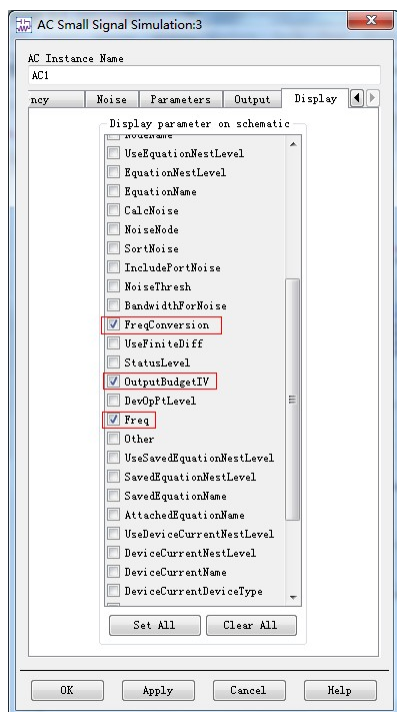 AC Small Signal Simulation:3
AC Instance Name
AC1
ncy Noise Parameters Output Display
Display parameter on schematic
NodeName
UseEquationNestLevel
EquationNestLevel
EquationName
CalcNoise
NoiseNode
SortNoise
IncludePortNoise
NoiseThresh
BandwidthForNoise
FreqConversion
UseFiniteDiff
StatusLevel
OutputBudgetIV
DevOpPtLevel
Freq
Other
UseSavedEquationNestLevel
SavedEquationNestLevel
SavedEquationName
AttachedEquationName
UseDeviceCurrentNestLevel
DeviceCurrentNestLevel
DeviceCurrentName
DeviceCurrentDeviceType
Set All Clear All
OK Apply Cancel Help